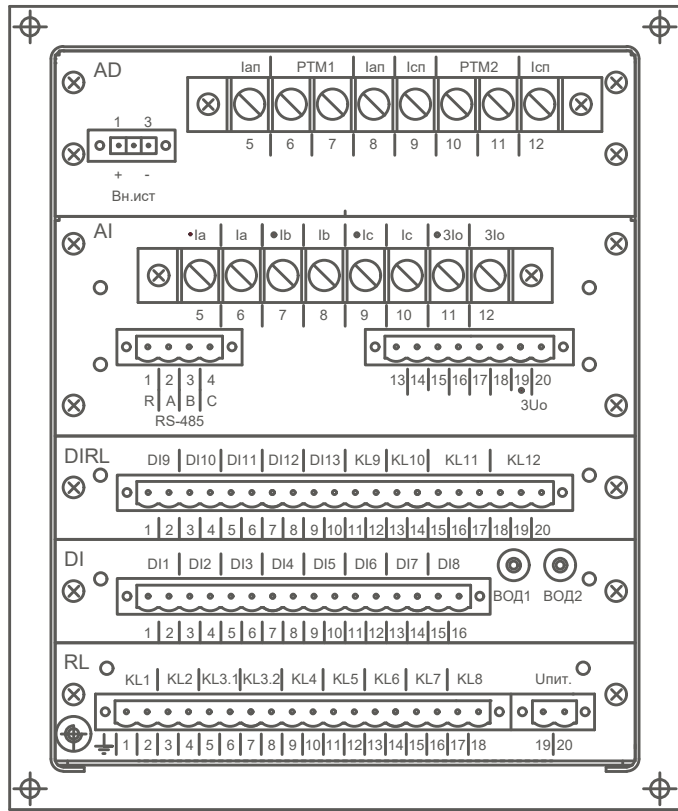 AD
Iап РТМ1 Iап Iсп РТМ2 Iсп
1 3
5 6 7 8 9 10 11 12
+ -
Вн.ист
AI
Ia Ia Ib Ib Ic Ic 3Io 3Io
5 6 7 8 9 10 11 12
1 2 3 4
13 14 15 16 17 18 19 20
R A B C
3Uo
RS-485
DIRL
DI9 DI10 DI11 DI12 DI13 KL9 KL10 KL11 KL12
1 2 3 4 5 6 7 8 9 10 11 12 13 14 15 16 17 18 19 20
DI
DI1 DI2 DI3 DI4 DI5 DI6 DI7 DI8
ВОД1 ВОД2
1 2 3 4 5 6 7 8 9 10 11 12 13 14 15 16
RL
KL1 KL2 KL3.1 KL3.2 KL4 KL5 KL6 KL7 KL8 Uпит.
1 2 3 4 5 6 7 8 9 10 11 12 13 14 15 16 17 18 19 20